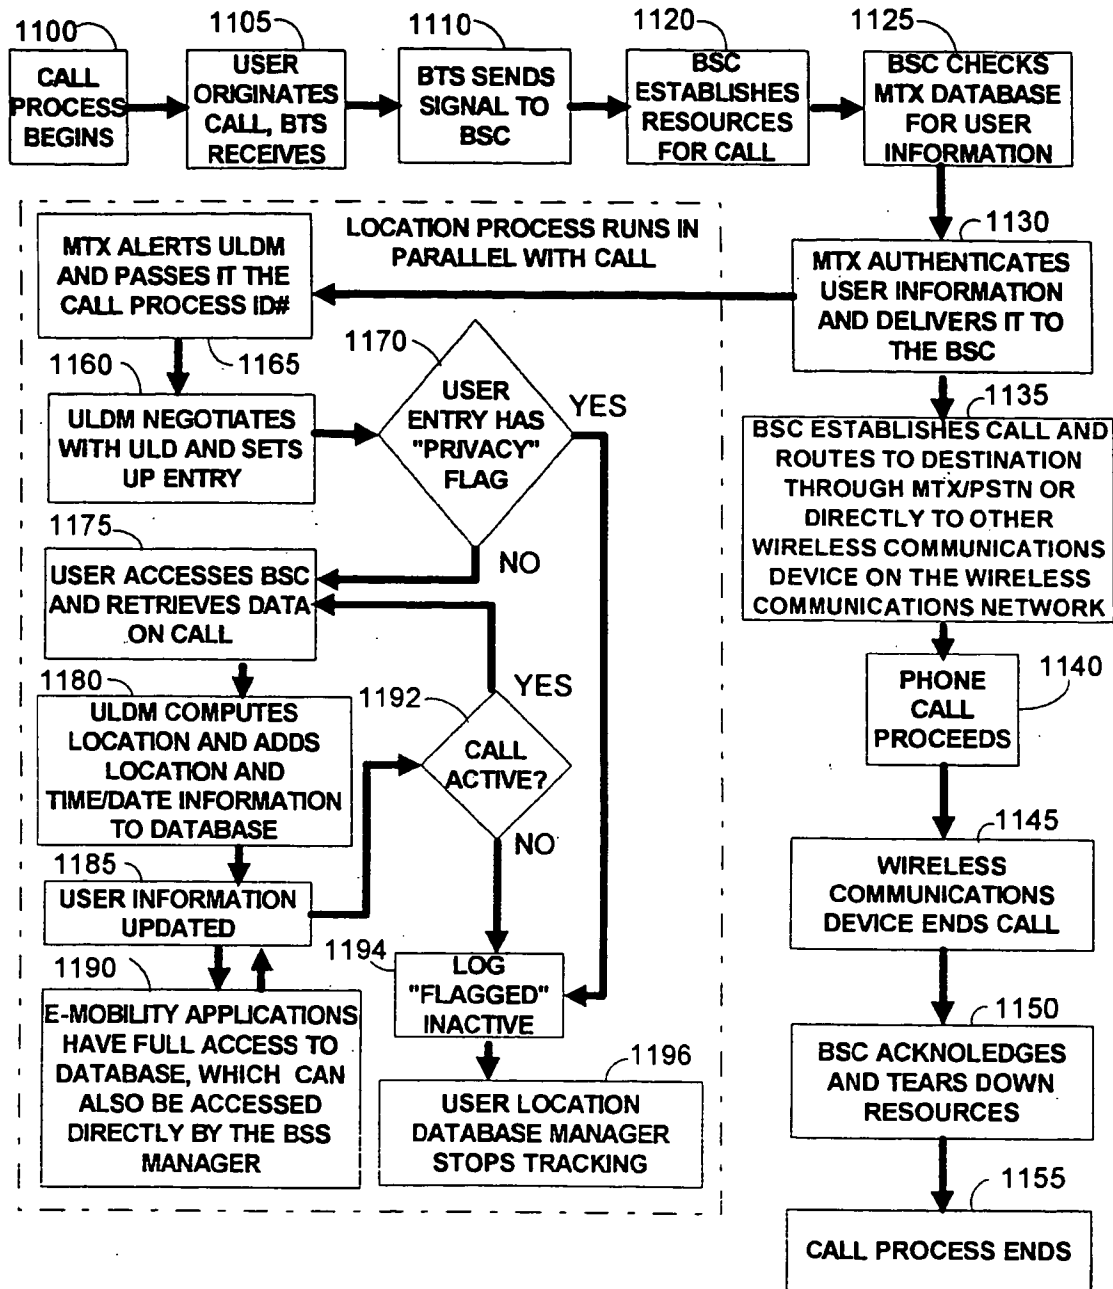 1100
CALL
PROCESS
BEGINS
1105
USER
ORIGINATES
CALL, BTS
RECEIVES
1110
BTS SENDS
SIGNAL TO
BSC
1120
BSC
ESTABLISHES
RESOURCES
FOR CALL
1125
BSC CHECKS
MTX DATABASE
FOR USER
INFORMATION
1130
MTX AUTHENTICATES
USER INFORMATION
AND DELIVERS IT TO
THE BSC
LOCATION PROCESS RUNS IN
PARALLEL WITH CALL
MTX ALERTS ULDM
AND PASSES IT THE
CALL PROCESS ID#
1165
1160
ULDM NEGOTIATES
WITH ULD AND SETS
UP ENTRY
1170
USER
ENTRY HAS
"PRIVACY"
FLAG
YES
NO
1175
USER ACCESSES BSC
AND RETRIEVES DATA
ON CALL
1180
ULDM COMPUTES
LOCATION AND ADDS
LOCATION AND
TIME/DATE INFORMATION
TO DATABASE
1185
USER INFORMATION
UPDATED
1190
E-MOBILITY APPLICATIONS
HAVE FULL ACCESS TO
DATABASE, WHICH CAN
ALSO BE ACCESSED
DIRECTLY BY THE BSS
MANAGER
1192
CALL
ACTIVE?
YES
NO
1194
LOG
"FLAGGED"
INACTIVE
1196
USER LOCATION
DATABASE MANAGER
STOPS TRACKING
1135
BSC ESTABLISHES CALL AND
ROUTES TO DESTINATION
THROUGH MTX/PSTN OR
DIRECTLY TO OTHER
WIRELESS COMMUNICATIONS
DEVICE ON THE WIRELESS
COMMUNICATIONS NETWORK
1140
PHONE
CALL
PROCEEDS
1145
WIRELESS
COMMUNICATIONS
DEVICE ENDS CALL
1150
BSC ACKNOLEDGES
AND TEARS DOWN
RESOURCES
1155
CALL PROCESS ENDS